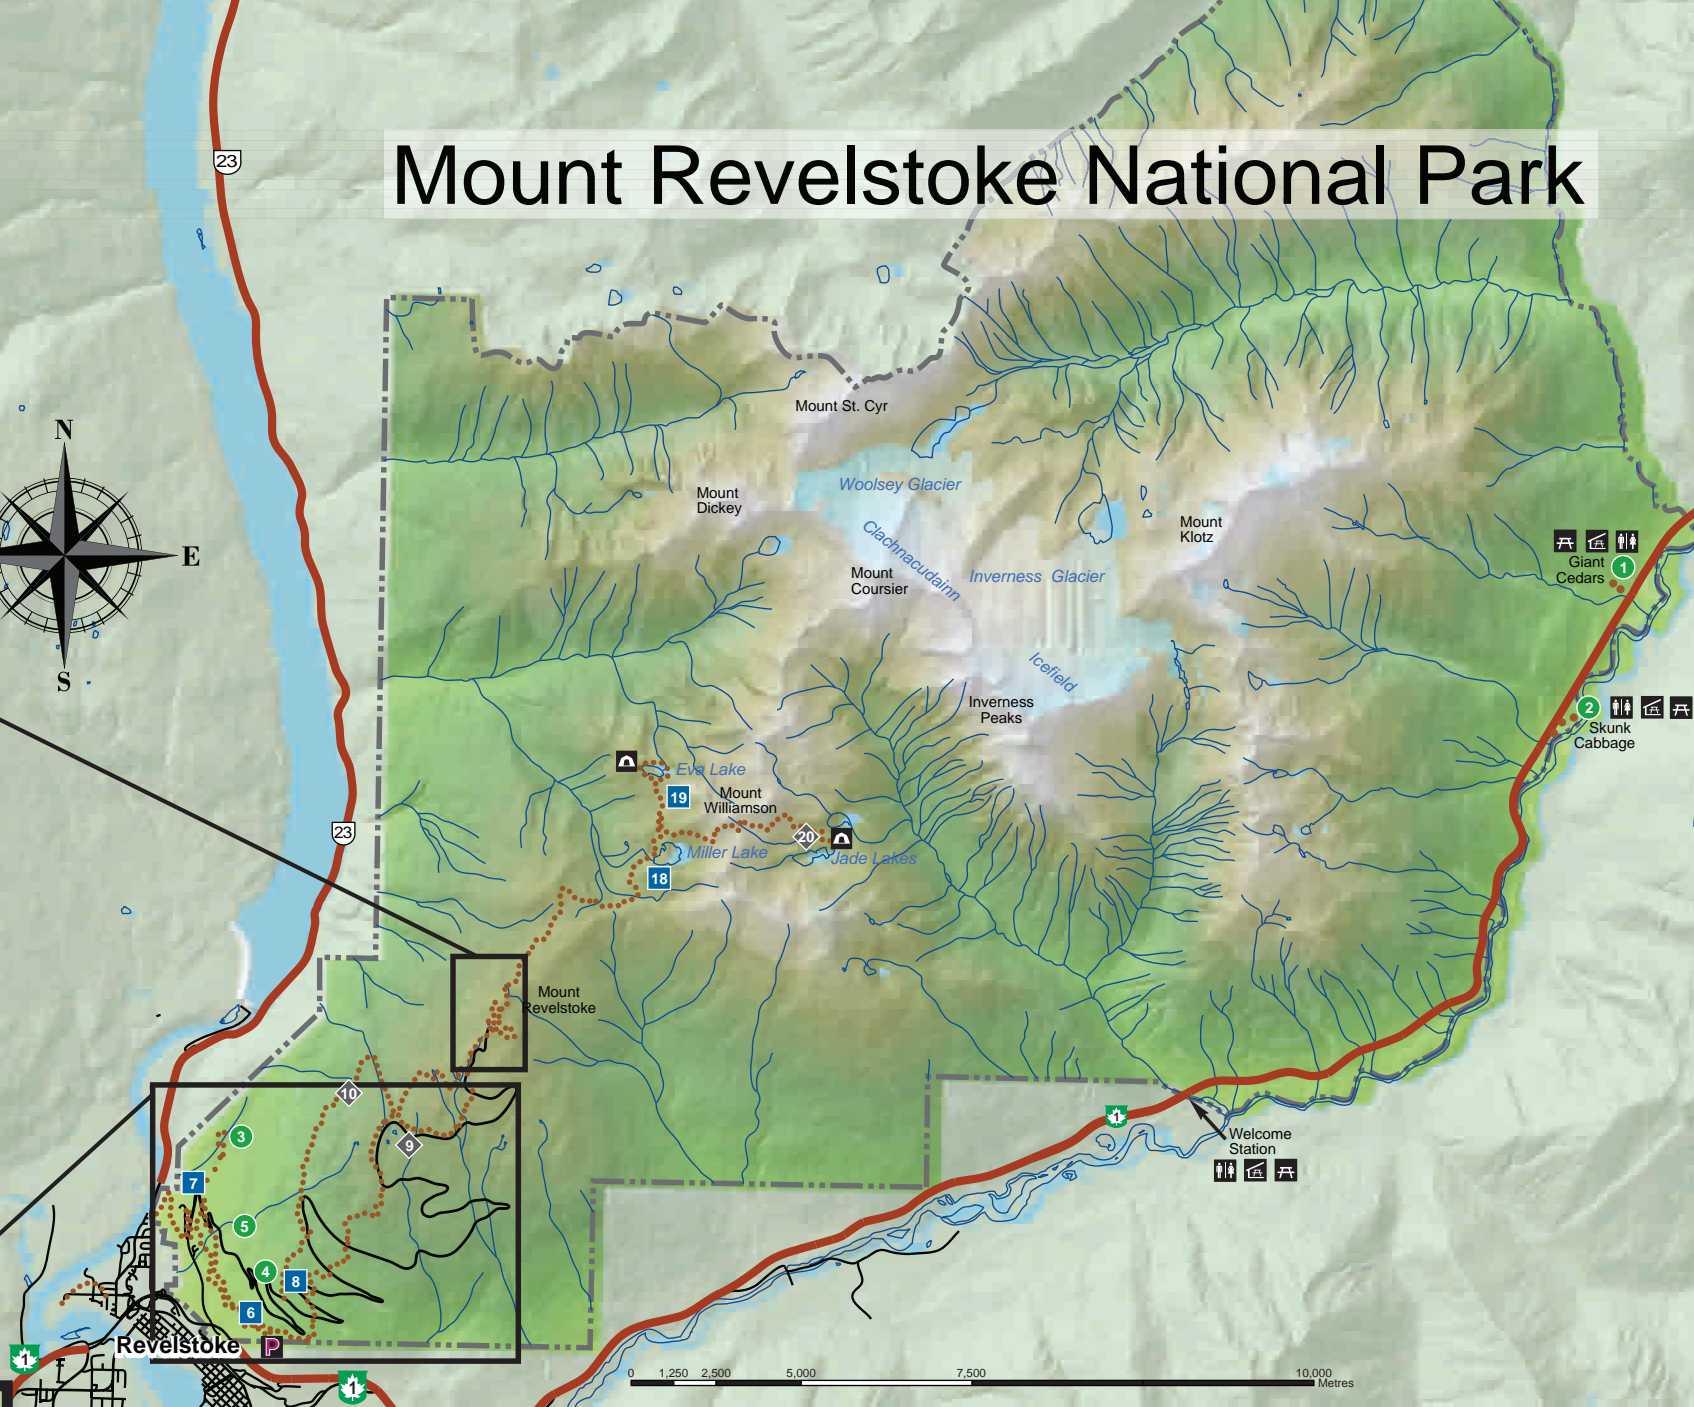 Mount Revelstoke National Park
23
Mount St. Cyr
N
E
S
Woolsey Glacier
Mount
Dickey
Clachnacudainn
Mount
Klotz
Mount
Coursier
Inverness Glacier
Giant
Cedars
1
Icefield
Inverness
Peaks
2
Skunk
Cabbage
Eva Lake
19
Mount
Williamson
23
20
Miller Lake
Jade Lakes
18
Mount
Revelstoke
10
3
9
1
Welcome
Station
7
5
4
8
6
Revelstoke
P
1
1
0
1,250
2,500
5,000
7,500
10,000
Metres